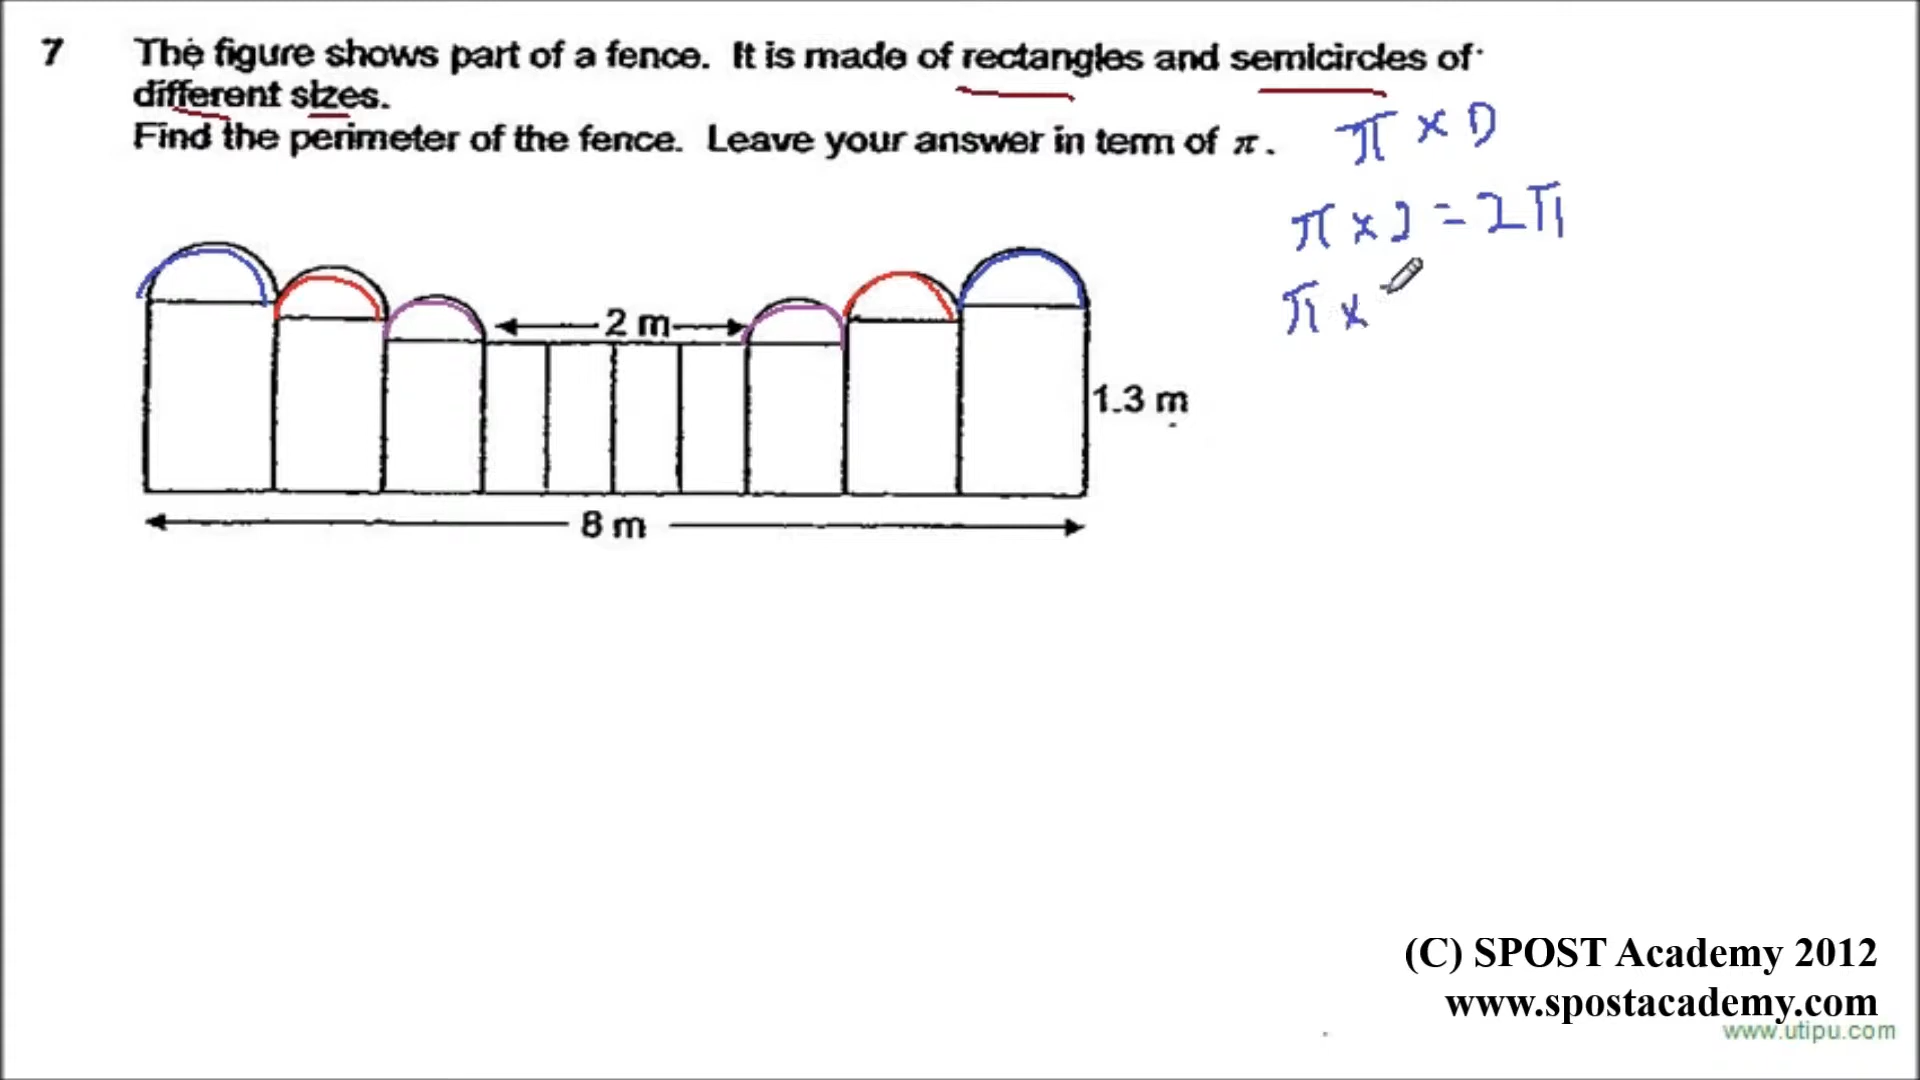 7 The figure shows part of a fence. It is made of rectangles and semicircles of
different sizes.
Find the perimeter of the fence. Leave your answer in term of π.
π × D
π × 2 = 2π
π ×
2 m
1.3 m
8 m
(C) SPOST Academy 2012
www.spostacademy.com
www.utipu.com